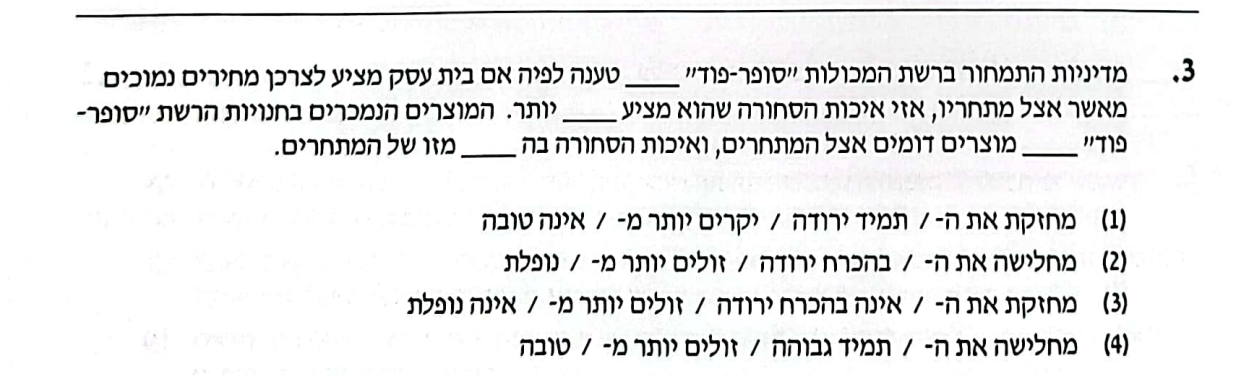 3. מדיניות התמחור ברשת המכולות "סופר-פוד" ____ טענה לפיה אם בית עסק מציע לצרכן מחירים נמוכים
מאשר אצל מתחריו, אזי איכות הסחורה שהוא מציע ____ יותר. המוצרים הנמכרים בחנויות הרשת "סופר-
פוד" ____ מוצרים דומים אצל המתחרים, ואיכות הסחורה בה ____ מזו של המתחרים.
(1) מחזקת את ה- / תמיד ירודה / יקרים יותר מ- / אינה טובה
(2) מחלישה את ה- / בהכרח ירודה / זולים יותר מ- / נופלת
(3) מחזקת את ה- / אינה בהכרח ירודה / זולים יותר מ- / אינה נופלת
(4) מחלישה את ה- / תמיד גבוהה / זולים יותר מ- / טובה